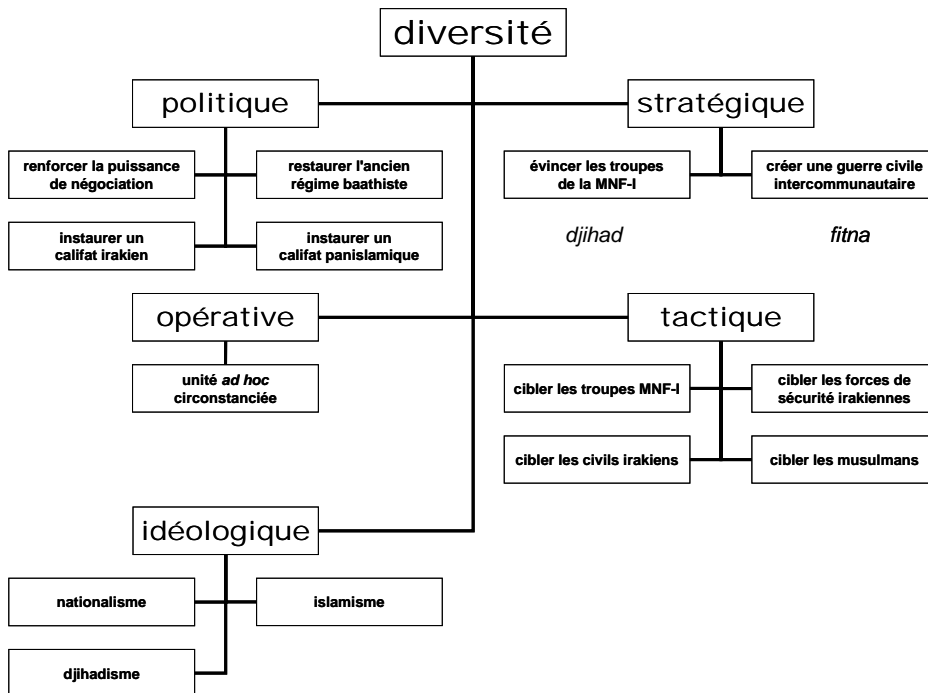 diversité
politique
renforcer la puissance
de négociation
restaurer l'ancien
régime baathiste
instaurer un
califat irakien
instaurer un
califat panislamique
stratégique
évincer les troupes
de la MNF-I
créer une guerre civile
intercommunautaire
djihad
fitna
opérative
unité ad hoc
circonstanciée
tactique
cibler les troupes MNF-I
cibler les forces de
sécurité irakiennes
cibler les civils irakiens
cibler les musulmans
idéologique
nationalisme
islamisme
djihadisme